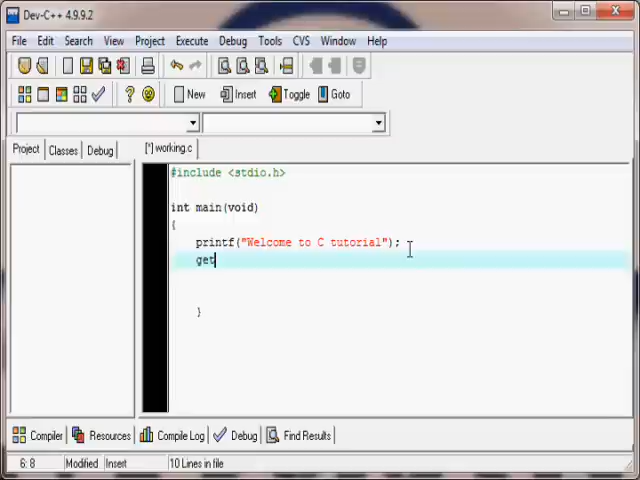 Dev-C++ 4.9.9.2
File Edit Search View Project Execute Debug Tools CVS Window Help
New Insert Toggle Goto
Project Classes Debug [*] working.c
#include <stdio.h>
int main(void)
{
printf("Welcome to C tutorial");
get
}
Compiler Resources Compile Log Debug Find Results
6: 8 Modified Insert 10 Lines in file